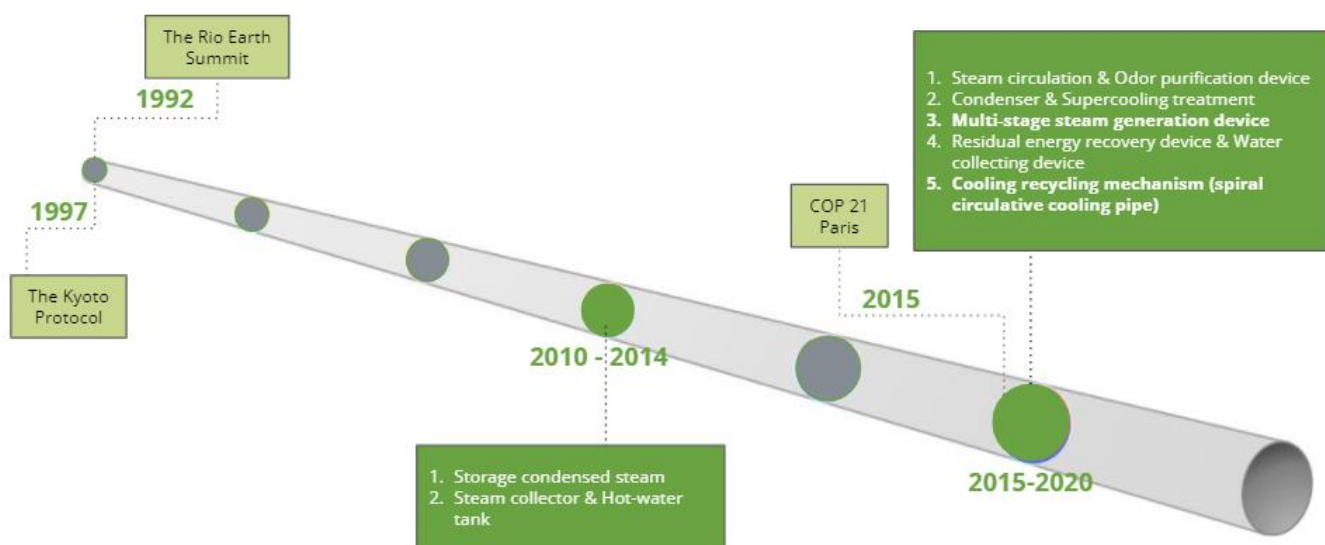 The Rio Earth
Summit
1992
1997
The Kyoto
Protocol
2010 - 2014
1. Storage condensed steam
2. Steam collector & Hot-water
tank
COP 21
Paris
2015
1. Steam circulation & Odor purification device
2. Condenser & Supercooling treatment
3. Multi-stage steam generation device
4. Residual energy recovery device & Water
collecting device
5. Cooling recycling mechanism (spiral
circulative cooling pipe)
2015-2020